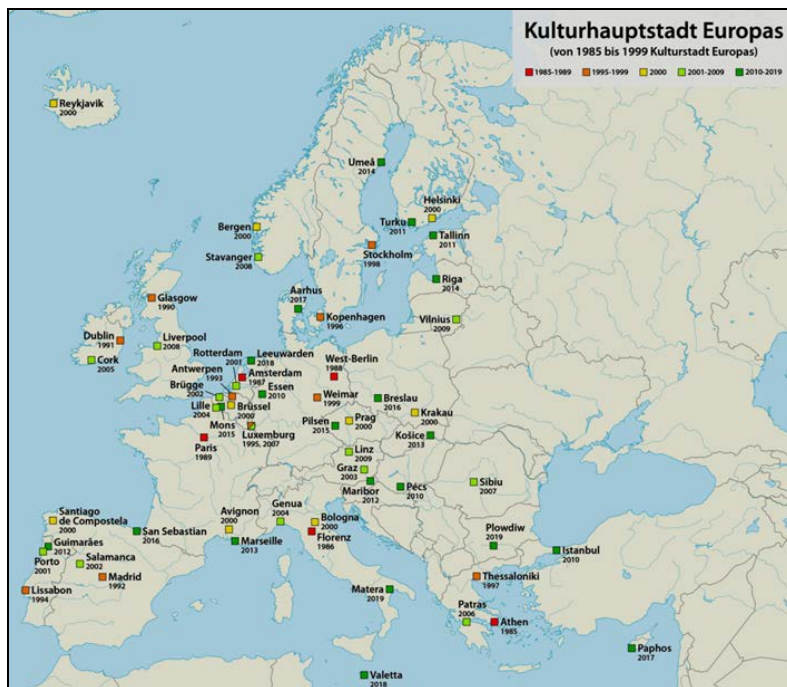 Kulturhauptstadt Europas
(von 1985 bis 1999 Kulturstadt Europas)
1985-1989 1995-1999 2000 2001-2009 2010-2019
Reykjavik
2000
Umeå
2014
Helsinki
2000
Turku
2011
Tallinn
2011
Bergen
2000
Stavanger
2008
Stockholm
1998
Riga
2014
Aarhus
2017
Kopenhagen
1996
Vilnius
2009
Glasgow
1990
Dublin
1991
Liverpool
2008
Cork
2005
Rotterdam
2001
Leeuwarden
2018
Antwerpen
1993
Amsterdam
1987
West-Berlin
1988
Brügge
2002
Essen
2010
Weimar
1999
Breslau
2016
Lille
2004
Brüssel
2000
Krakau
2000
Mons
2015
Luxemburg
1995, 2007
Pilsen
2015
Prag
2000
Košice
2013
Paris
1989
Linz
2009
Graz
2003
Maribor
2012
Pécs
2010
Sibiu
2007
Santiago
de Compostela
2000
San Sebastian
2016
Avignon
2000
Genua
2004
Bologna
2000
Florenz
1986
Marseille
2013
Guimarães
2012
Porto
2001
Salamanca
2002
Madrid
1992
Lissabon
1994
Plowdiw
2019
Istanbul
2010
Thessaloniki
1997
Matera
2019
Patras
2006
Athen
1985
Paphos
2017
Valetta
2018